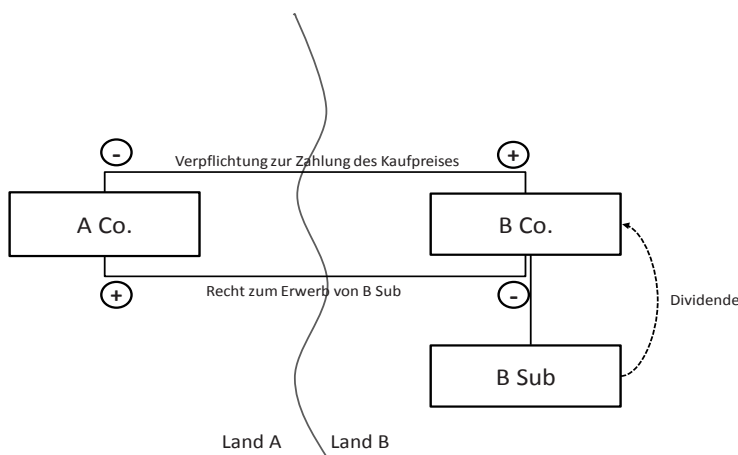 -
+
Verpflichtung zur Zahlung des Kaufpreises
A Co.
B Co.
+
Recht zum Erwerb von B Sub
-
Dividende
B Sub
Land A
Land B